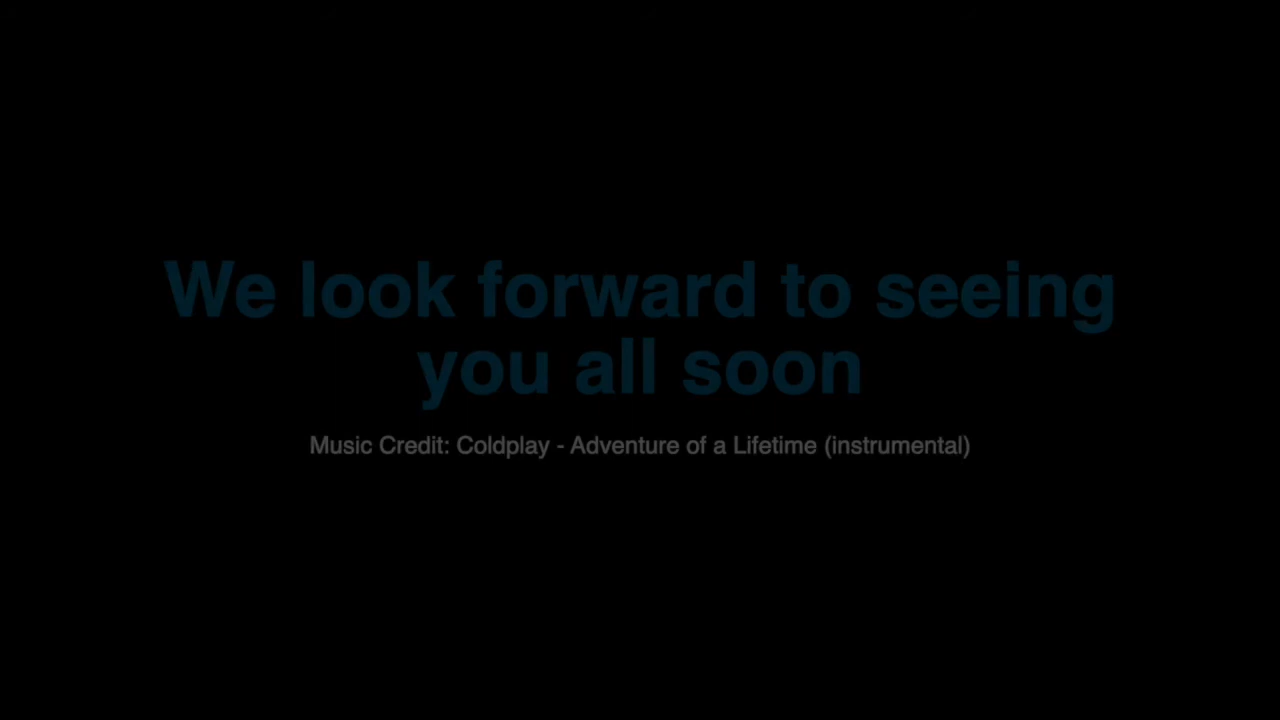 We look forward to seeing
you all soon
Music Credit: Coldplay - Adventure of a Lifetime (instrumental)